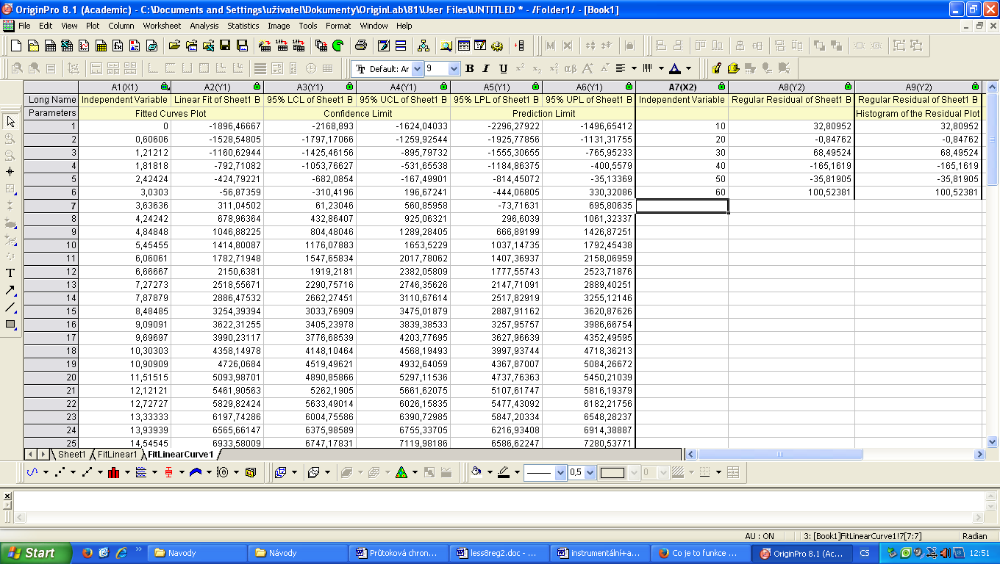 OriginPro 8.1 (Academic) - C:\Documents and Settings\uživatel\Dokumenty\OriginLab\81\User Files\UNTITLED * - /Folder1/ - [Book1]
File Edit View Plot Column Worksheet Analysis Statistics Image Tools Format Window Help
Default: Ar 9 B I U
A1(X1) A2(Y1) A3(Y1) A4(Y1) A5(Y1) A6(Y1) A7(X2) A8(Y2) A9(Y2)
Long Name Independent Variable Linear Fit of Sheet1 B 95% LCL of Sheet1 B 95% UCL of Sheet1 B 95% LPL of Sheet1 B 95% UPL of Sheet1 B Independent Variable Regular Residual of Sheet1 B Regular Residual of Sheet1 B
Parameters Fitted Curves Plot Confidence Limit Prediction Limit Histogram of the Residual Plot
1 0 -1896,46667 -2168,893 -1624,04033 -2296,27922 -1496,65412 10 32,80952 32,80952
2 0,60606 -1528,54805 -1797,17066 -1259,92544 -1925,77856 -1131,31755 20 -0,84762 -0,84762
3 1,21212 -1160,62944 -1425,46156 -895,79732 -1555,30655 -765,95233 30 68,49524 68,49524
4 1,81818 -792,71082 -1053,76627 -531,65538 -1184,86375 -400,5579 40 -165,1619 -165,1619
5 2,42424 -424,79221 -682,0854 -167,49901 -814,45072 -35,13369 50 -35,81905 -35,81905
6 3,0303 -56,87359 -310,4196 196,67241 -444,06805 330,32086 60 100,52381 100,52381
7 3,63636 311,04502 61,23046 560,85958 -73,71631 695,80635
8 4,24242 678,96364 432,86407 925,06321 296,6039 1061,32337
9 4,84848 1046,88225 804,48046 1289,28405 666,89199 1426,87251
10 5,45455 1414,80087 1176,07883 1653,5229 1037,14735 1792,45438
11 6,06061 1782,71948 1547,65834 2017,78062 1407,36937 2158,06959
12 6,66667 2150,6381 1919,2181 2382,05809 1777,55743 2523,71876
13 7,27273 2518,55671 2290,75716 2746,35626 2147,71091 2889,40251
14 7,87879 2886,47532 2662,27451 3110,67614 2517,82919 3255,12146
15 8,48485 3254,39394 3033,76909 3475,01879 2887,91162 3620,87626
16 9,09091 3622,31255 3405,23978 3839,38533 3257,95757 3986,66754
17 9,69697 3990,23117 3776,68539 4203,77695 3627,96639 4352,49595
18 10,30303 4358,14978 4148,10464 4568,19493 3997,93744 4718,36213
19 10,90909 4726,0684 4519,49621 4932,64059 4367,87007 5084,26672
20 11,51515 5093,98701 4890,85866 5297,11536 4737,76363 5450,21039
21 12,12121 5461,90563 5262,1905 5661,62075 5107,61747 5816,19379
22 12,72727 5829,82424 5633,49014 6026,15835 5477,43092 6182,21756
23 13,33333 6197,74286 6004,75586 6390,72985 5847,20334 6548,28237
24 13,93939 6565,66147 6375,98589 6755,33705 6216,93408 6914,38887
25 14,54545 6933,58009 6747,17831 7119,98186 6586,62247 7280,53771
Sheet1 FitLinear1 FitLinearCurve1
0,5 0
AU : ON 3: [Book1]FitLinearCurve1!7[7:7] Radian
Start Navody Návody Průtoková chron... less8reg2.doc - ... instrumentální+a... Co je to funkce ... OriginPro 8.1 (Ac... CS 12:51